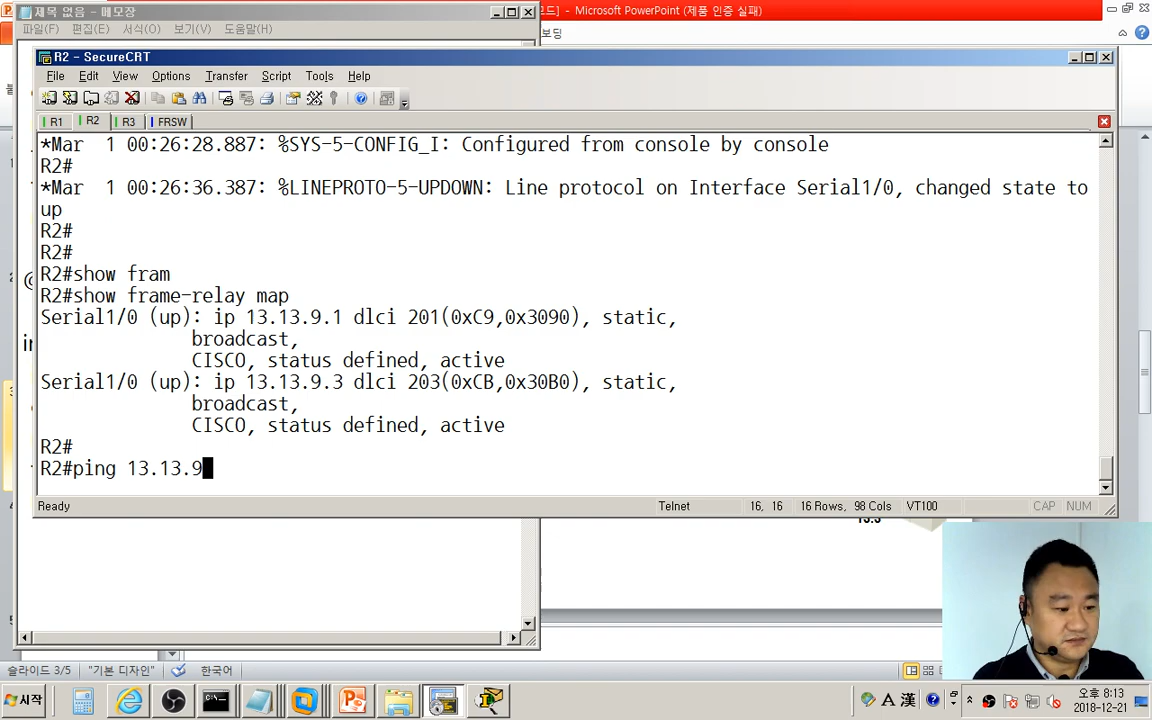 제목 없음 - 메모장
모드] - Microsoft PowerPoint (제품 인증 실패)
파일(F) 편집(E) 서식(O) 보기(V) 도움말(H)
R2 - SecureCRT
File Edit View Options Transfer Script Tools Help
R1 R2 R3 FRSW
*Mar  1 00:26:28.887: %SYS-5-CONFIG_I: Configured from console by console
R2#
*Mar  1 00:26:36.387: %LINEPROTO-5-UPDOWN: Line protocol on Interface Serial1/0, changed state to
up
R2#
R2#
R2#show fram
R2#show frame-relay map
Serial1/0 (up): ip 13.13.9.1 dlci 201(0xC9,0x3090), static,
broadcast,
CISCO, status defined, active
Serial1/0 (up): ip 13.13.9.3 dlci 203(0xCB,0x30B0), static,
broadcast,
CISCO, status defined, active
R2#
R2#ping 13.13.9
Ready Telnet 16, 16 16 Rows, 98 Cols VT100 CAP NUM
슬라이드 3/5 "기본 디자인" 한국어
시작 A 漢 오후 8:13
2018-12-21